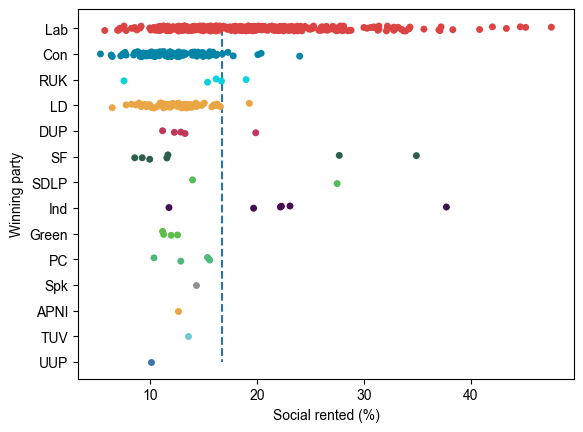 Winning party
Lab
Con
RUK
LD
DUP
SF
SDLP
Ind
Green
PC
Spk
APNI
TUV
UUP
10 20 30 40
Social rented (%)